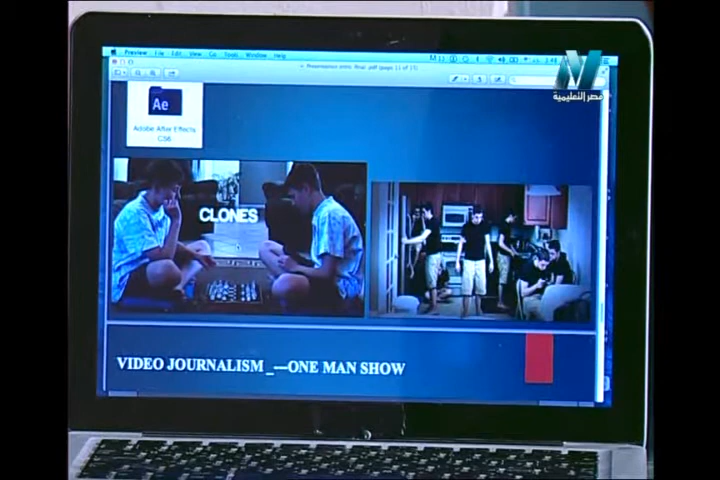 Preview File Edit View Go Tools Window Help
مصر التعليمية
Ae
Adobe After Effects
CS6
CLONES
VIDEO JOURNALISM _—ONE MAN SHOW